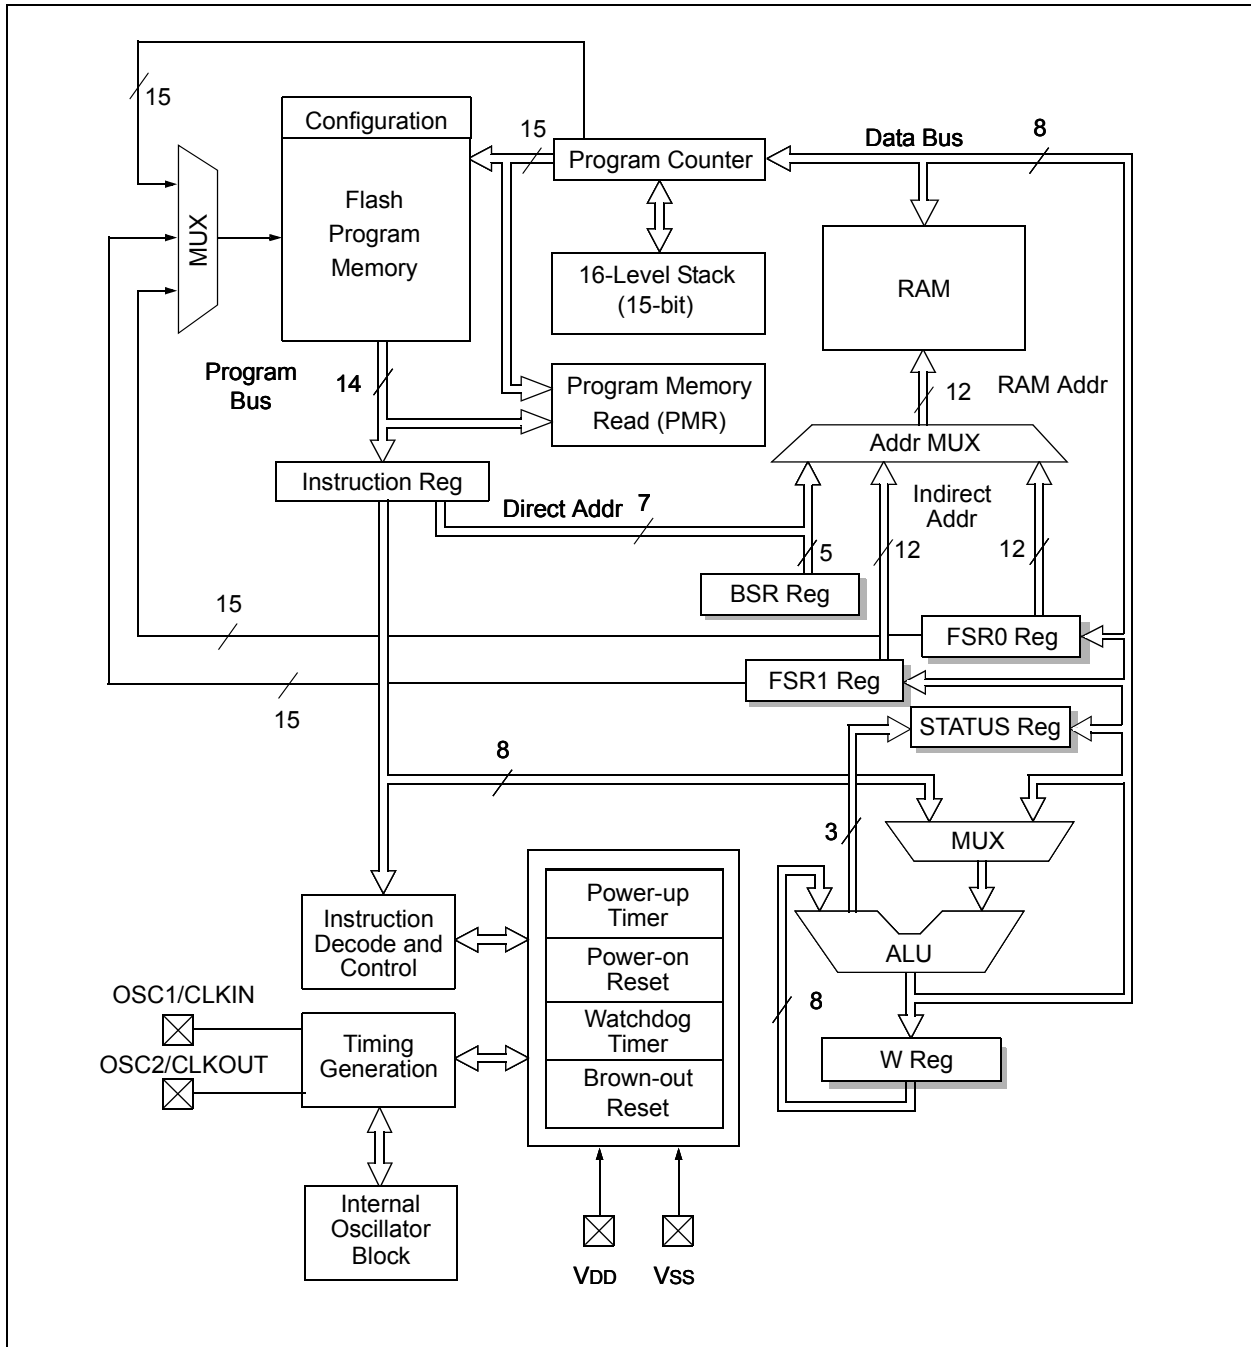 15
Configuration
15
Program Counter
Data Bus
8
Flash
Program
Memory
MUX
16-Level Stack
(15-bit)
RAM
Program
Bus
14
Program Memory
Read (PMR)
12
RAM Addr
Addr MUX
Instruction Reg
Direct Addr
7
Indirect
Addr
5
12
12
BSR Reg
15
FSR0 Reg
FSR1 Reg
15
STATUS Reg
8
3
MUX
Power-up
Timer
Instruction
Decode and
Control
Power-on
Reset
ALU
OSC1/CLKIN
8
Timing
Generation
Watchdog
Timer
W Reg
OSC2/CLKOUT
Brown-out
Reset
Internal
Oscillator
Block
VDD
VSS